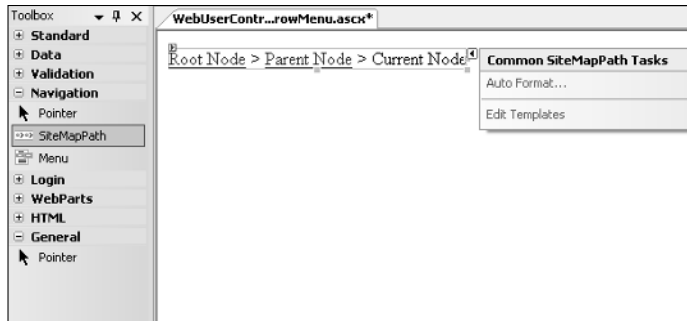 Toolbox
WebUserContr...rowMenu.ascx*
Standard
Data
Validation
Navigation
Pointer
SiteMapPath
Menu
Login
WebParts
HTML
General
Pointer
Root Node > Parent Node > Current Node
Common SiteMapPath Tasks
Auto Format...
Edit Templates